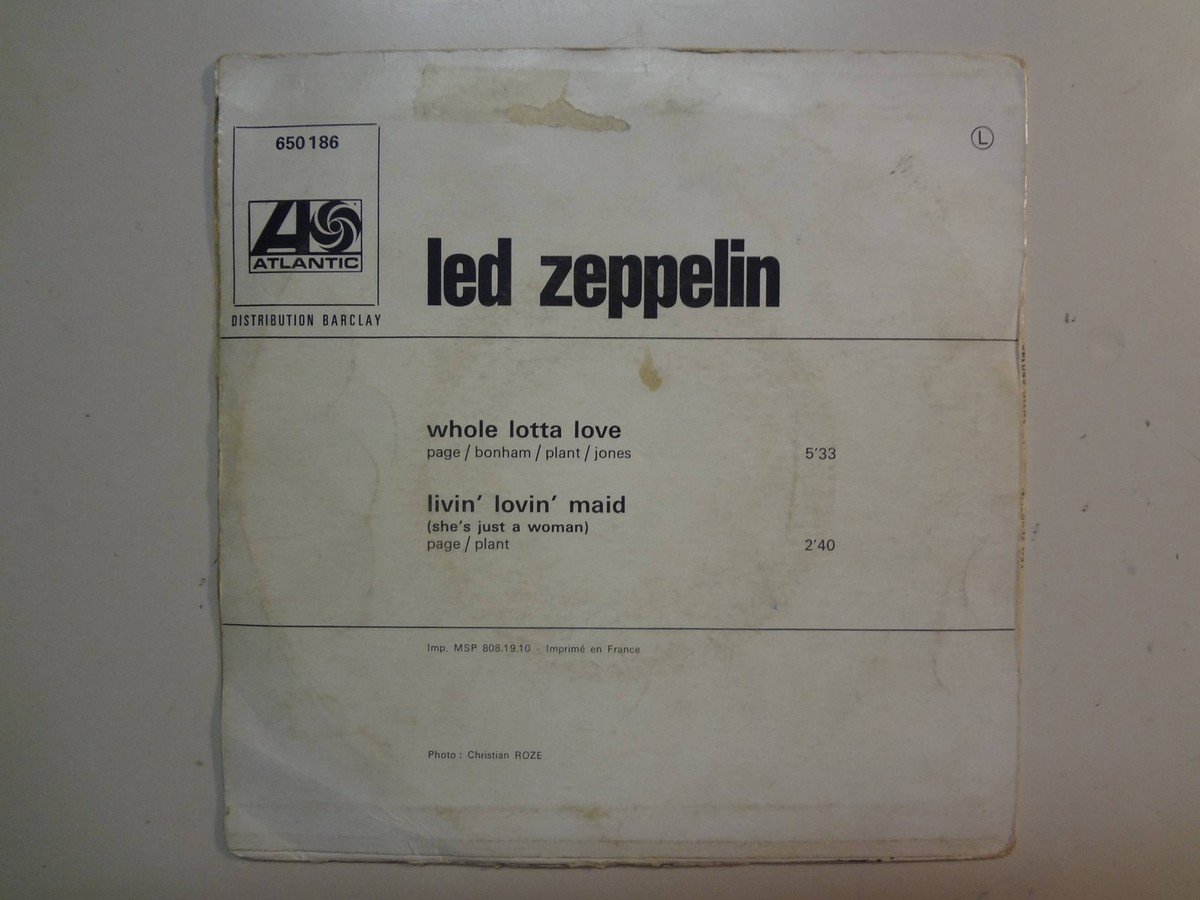 650 186
L
ATLANTIC
led zeppelin
DISTRIBUTION BARCLAY
whole lotta love
page / bonham / plant / jones 5'33
livin' lovin' maid
(she's just a woman)
page / plant 2'40
Imp. MSP 808.19.10 - Imprimé en France
Photo : Christian ROZE